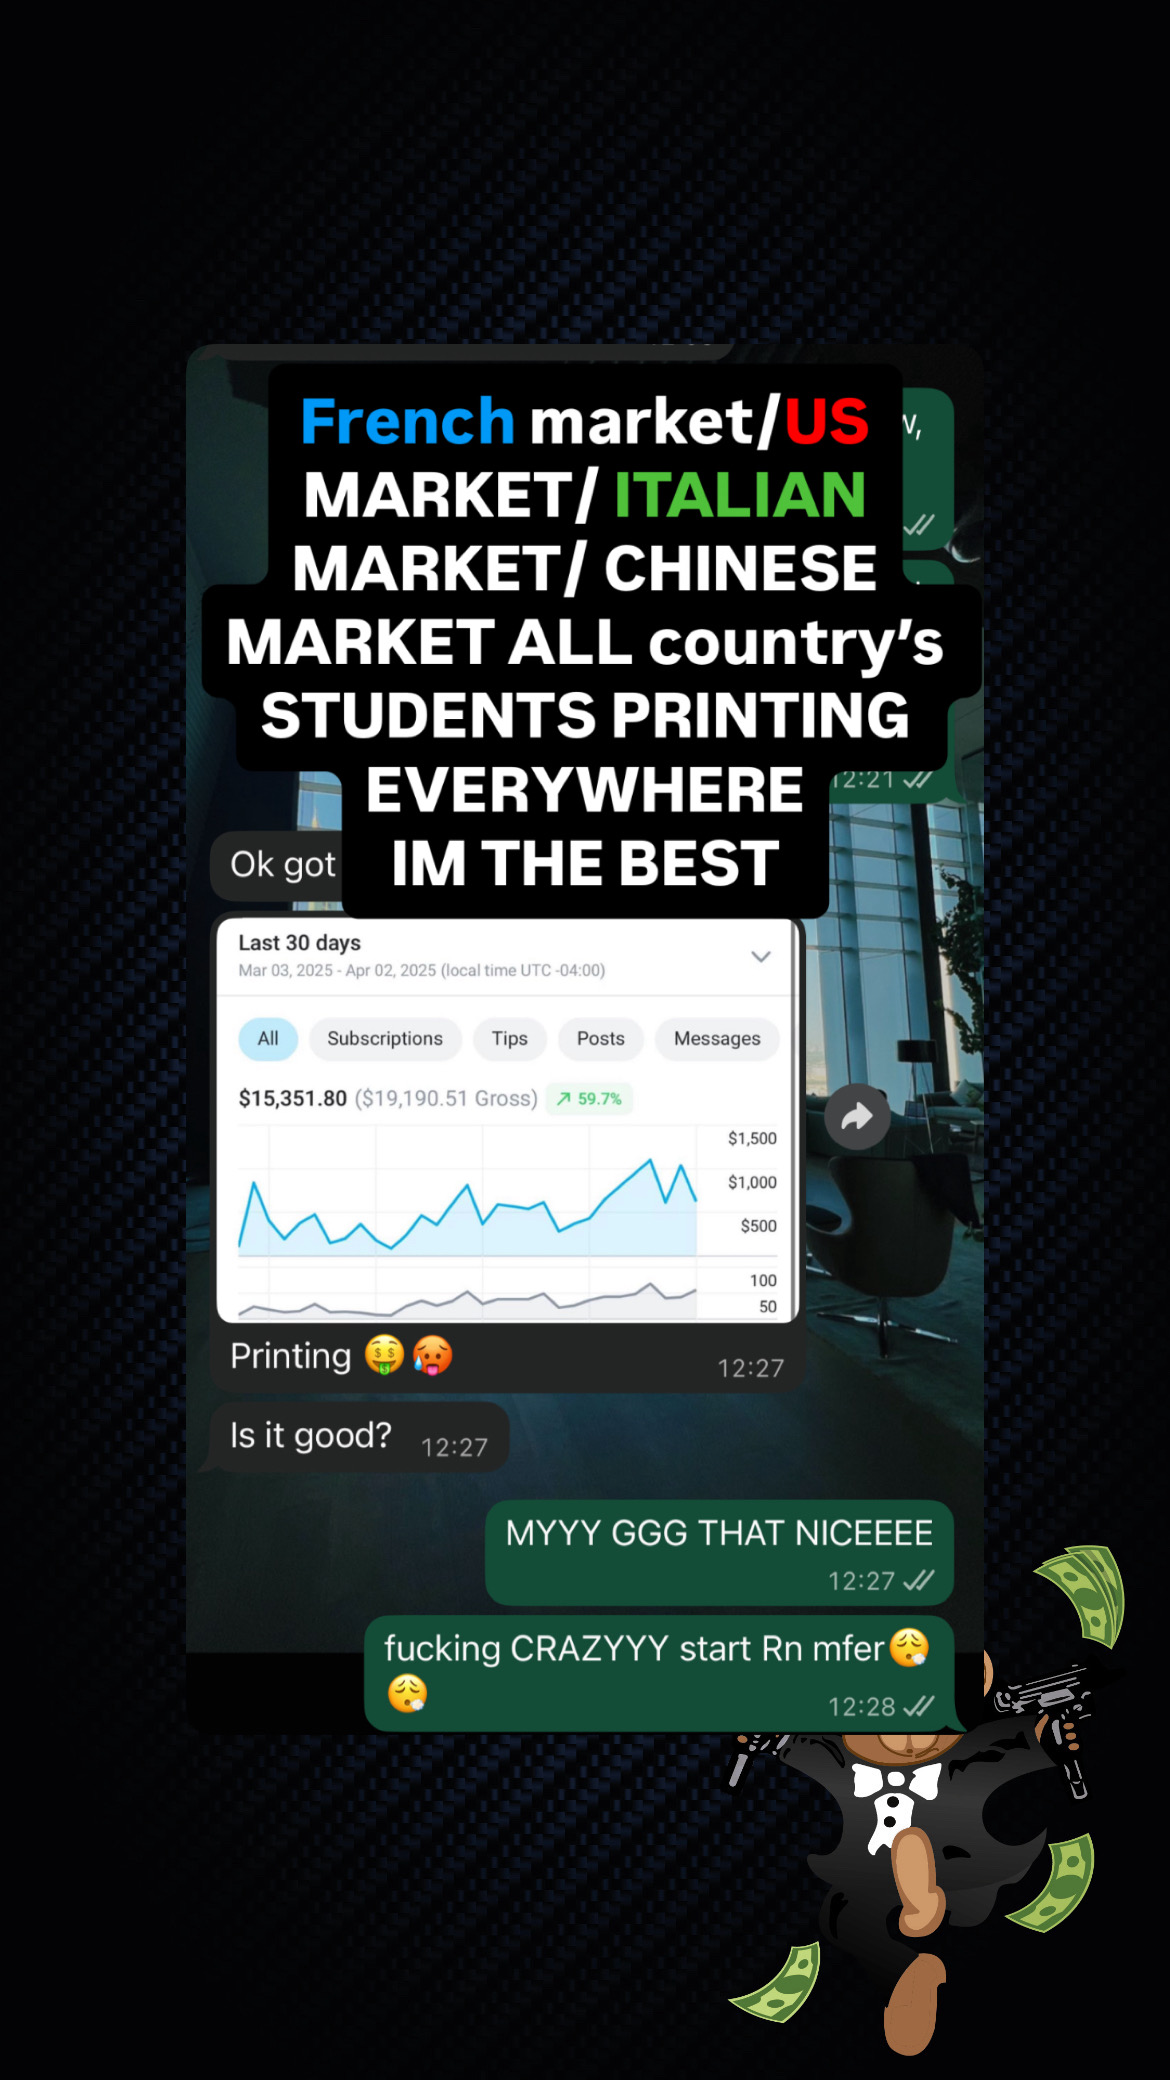 French market/US
MARKET/ ITALIAN
MARKET/ CHINESE
MARKET ALL country’s
STUDENTS PRINTING
EVERYWHERE
IM THE BEST
12:21
Ok got
Last 30 days
Mar 03, 2025 - Apr 02, 2025 (local time UTC -04:00)
All Subscriptions Tips Posts Messages
$15,351.80 ($19,190.51 Gross) ↗ 59.7%
$1,500
$1,000
$500
100
50
Printing 🤑🥵
12:27
Is it good? 12:27
MYYY GGG THAT NICEEEE
12:27
fucking CRAZYYY start Rn mfer😮‍💨
😮‍💨 12:28